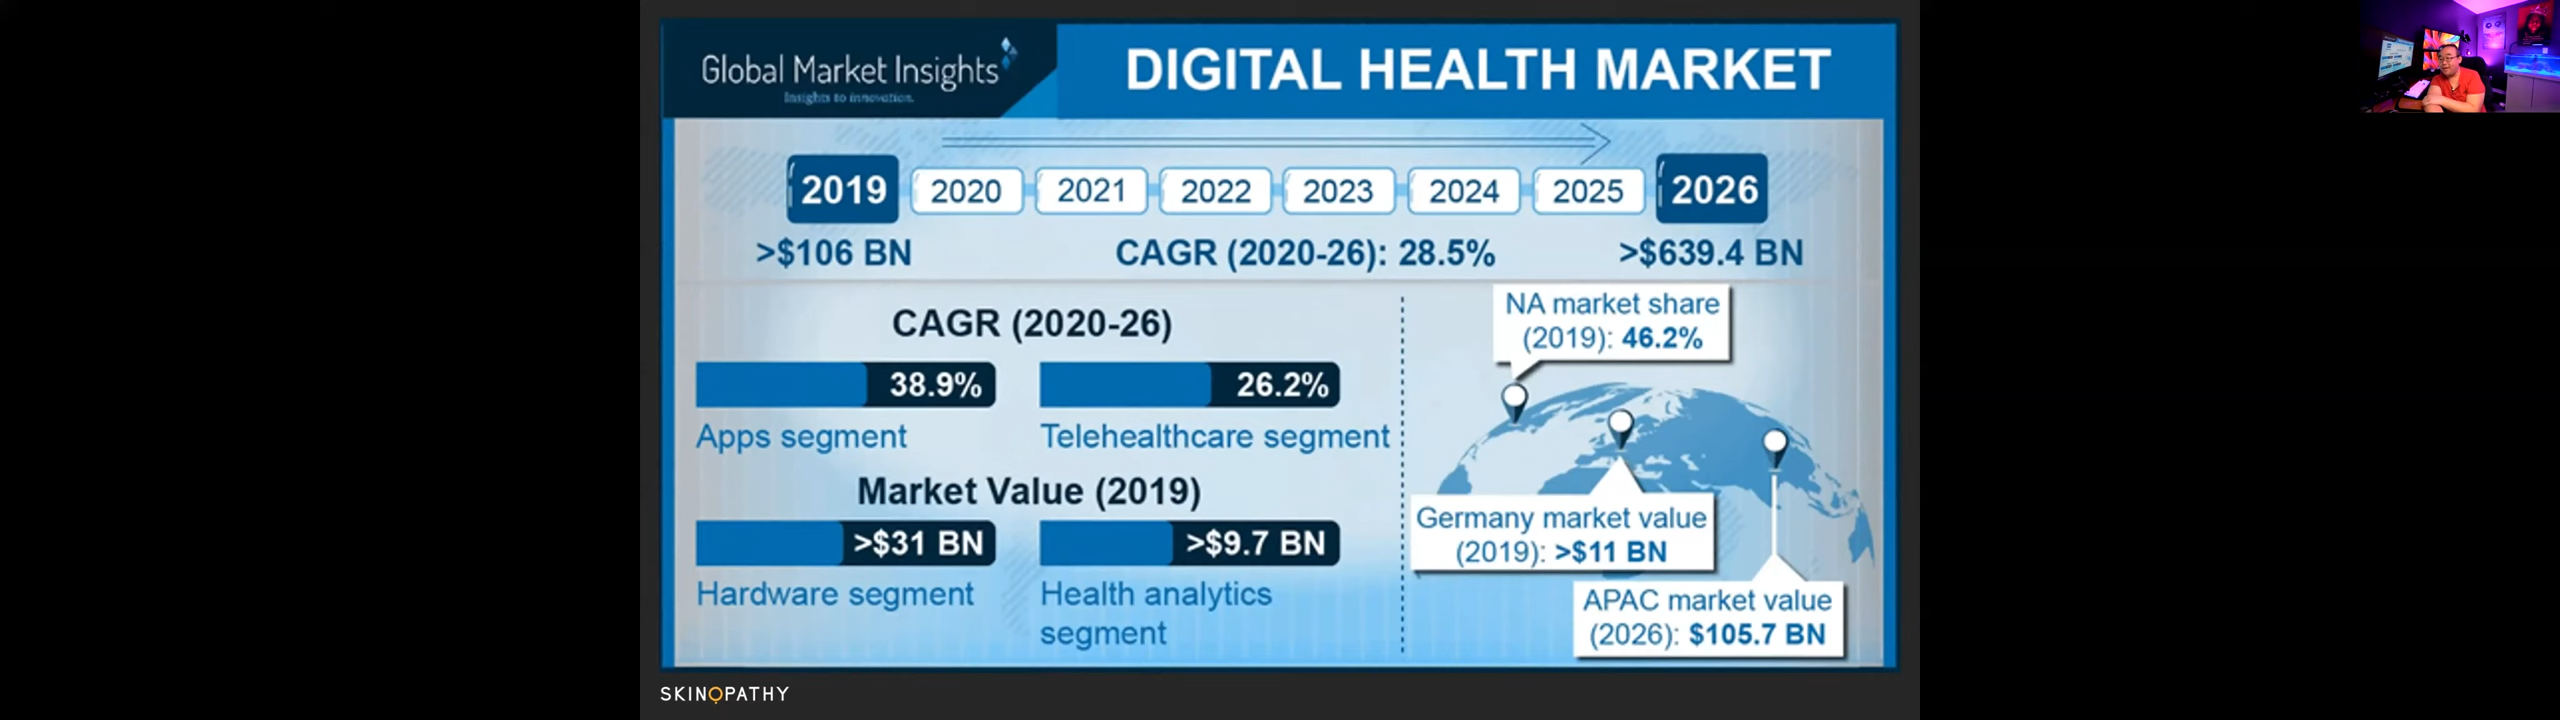 Global Market Insights
Insights to innovation.
DIGITAL HEALTH MARKET
2019
2020
2021
2022
2023
2024
2025
2026
>$106 BN
CAGR (2020-26): 28.5%
>$639.4 BN
CAGR (2020-26)
38.9%
Apps segment
26.2%
Telehealthcare segment
Market Value (2019)
>$31 BN
Hardware segment
>$9.7 BN
Health analytics
segment
NA market share
(2019): 46.2%
Germany market value
(2019): >$11 BN
APAC market value
(2026): $105.7 BN
SKINOPATHY